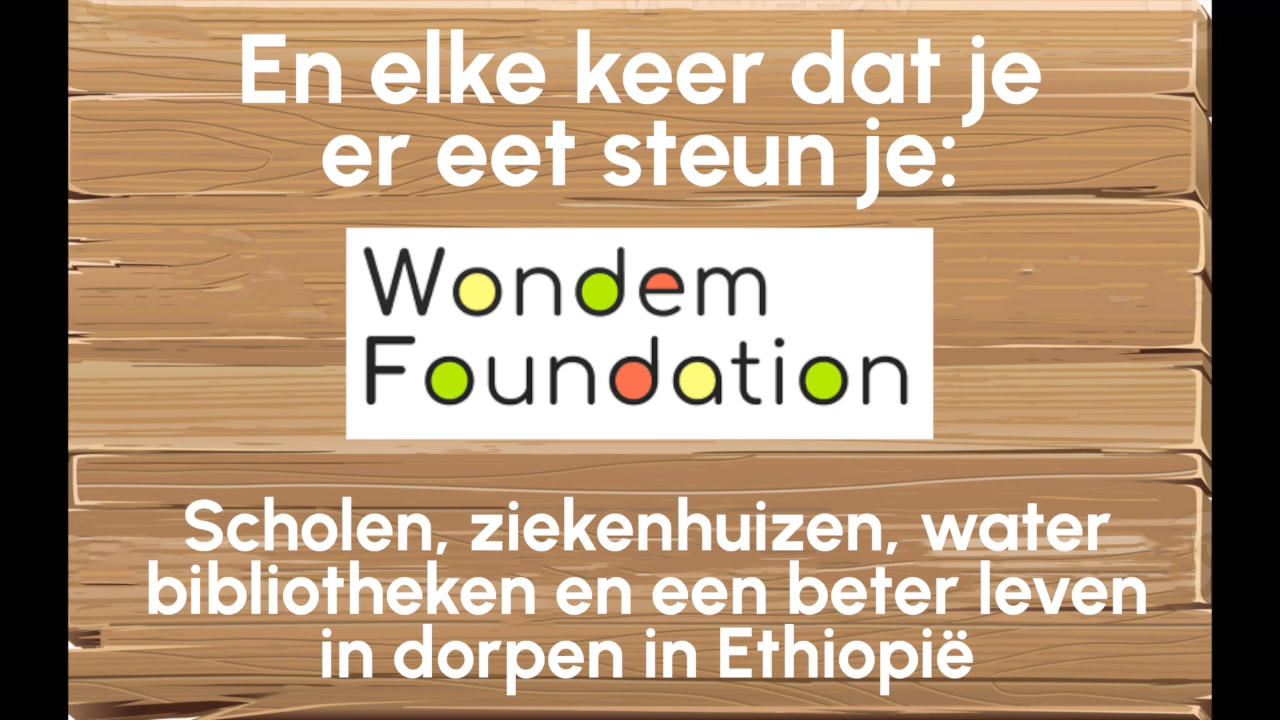 En elke keer dat je
er eet steun je:
Wondem
Foundation
Scholen, ziekenhuizen, water
bibliotheken en een beter leven
in dorpen in Ethiopië